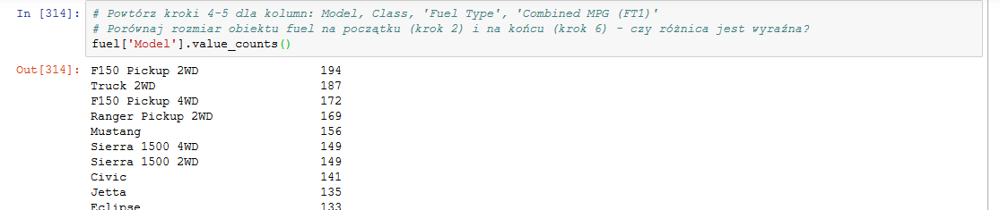 In [314]: # Powtórz kroki 4-5 dla kolumn: Model, Class, 'Fuel Type', 'Combined MPG (FT1)'
# Porównaj rozmiar obiektu fuel na początku (krok 2) i na końcu (krok 6) - czy różnica jest wyraźna?
fuel['Model'].value_counts()
Out[314]: F150 Pickup 2WD 194
Truck 2WD 187
F150 Pickup 4WD 172
Ranger Pickup 2WD 169
Mustang 156
Sierra 1500 4WD 149
Sierra 1500 2WD 149
Civic 141
Jetta 135
Eclipse 133